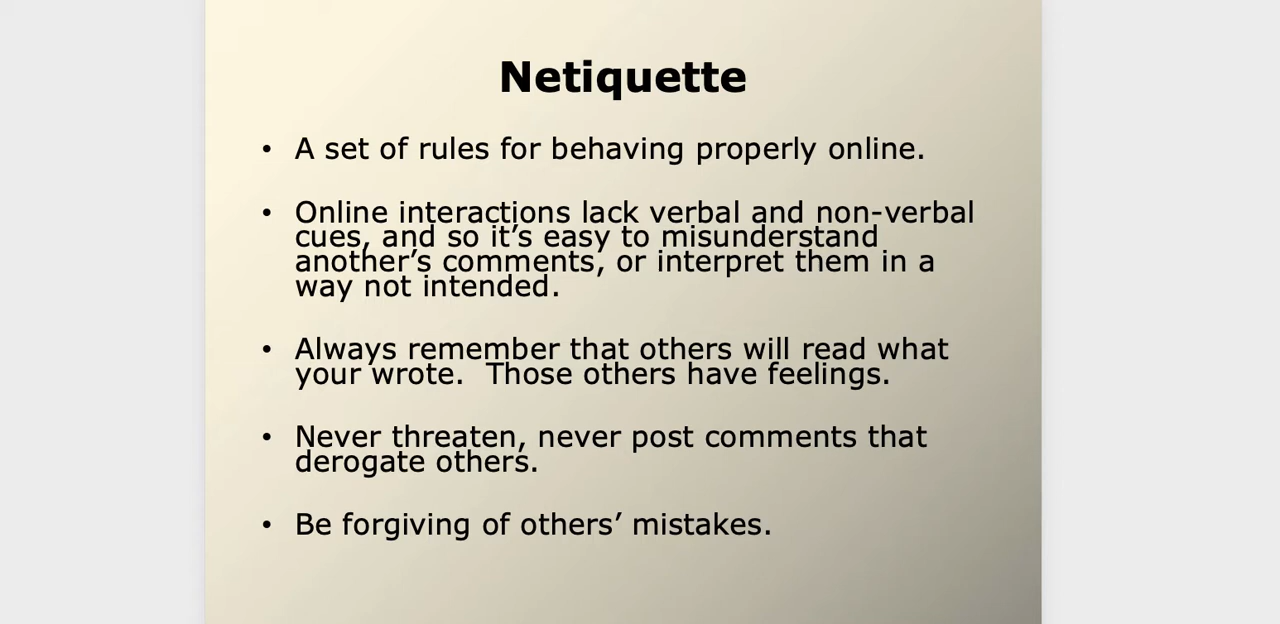 Netiquette
• A set of rules for behaving properly online.
• Online interactions lack verbal and non-verbal
cues, and so it’s easy to misunderstand
another’s comments, or interpret them in a
way not intended.
• Always remember that others will read what
your wrote.  Those others have feelings.
• Never threaten, never post comments that
derogate others.
• Be forgiving of others’ mistakes.